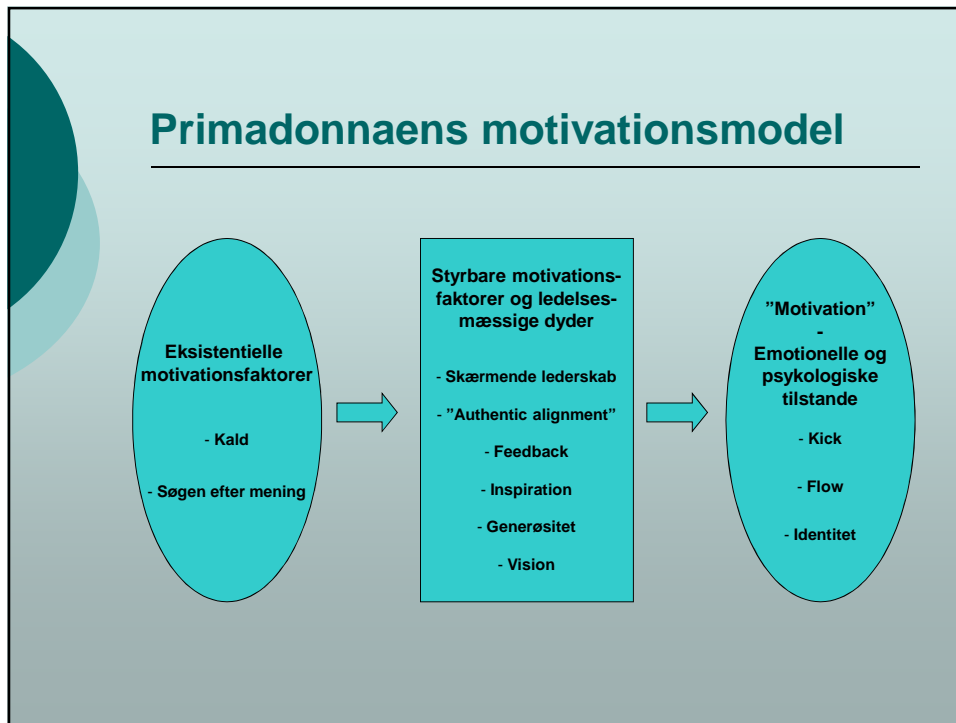 Primadonnaens motivationsmodel
Eksistentielle
motivationsfaktorer
- Kald
- Søgen efter mening
Styrbare motivations-
faktorer og ledelses-
mæssige dyder
- Skærmende lederskab
- ”Authentic alignment”
- Feedback
- Inspiration
- Generøsitet
- Vision
”Motivation”
-
Emotionelle og
psykologiske
tilstande
- Kick
- Flow
- Identitet